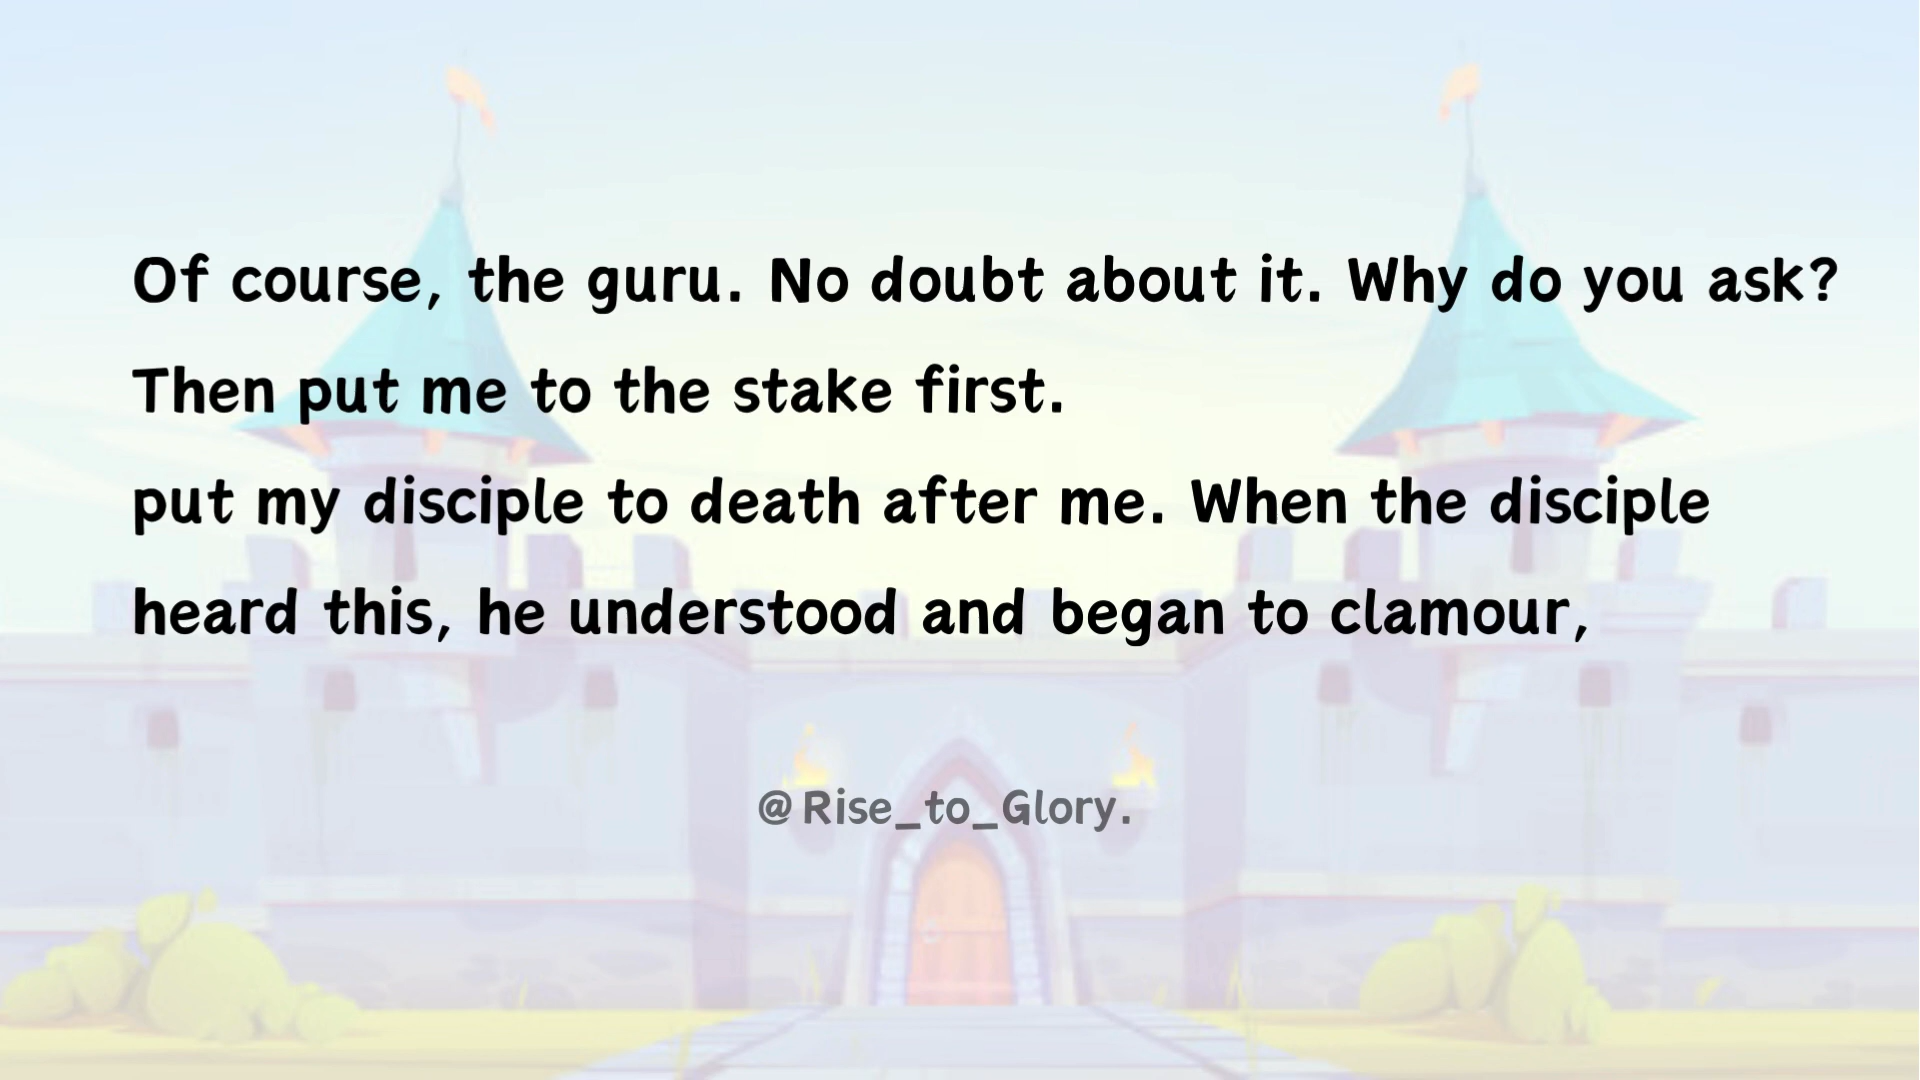 Of course, the guru. No doubt about it. Why do you ask?
Then put me to the stake first.
put my disciple to death after me. When the disciple
heard this, he understood and began to clamour,
@Rise_to_Glory.